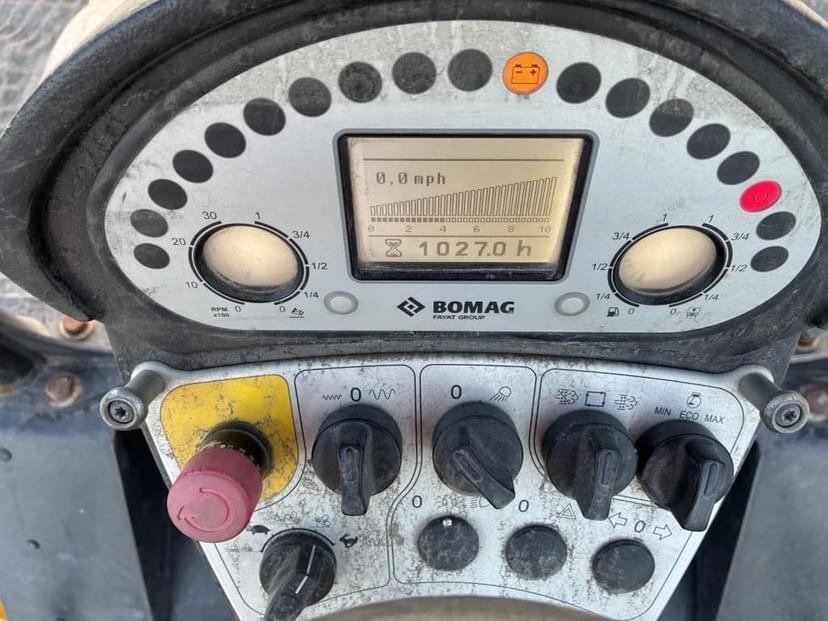 0,0 mph
0 2 4 6 8 10
1027.0 h
30 1
20 3/4
10 1/2
1/4
RPM x100 0 0
1 1
3/4 3/4
1/2 1/2
1/4 1/4
0 0
BOMAG
FAYAT GROUP
0
0
MIN ECO MAX
0
0
0